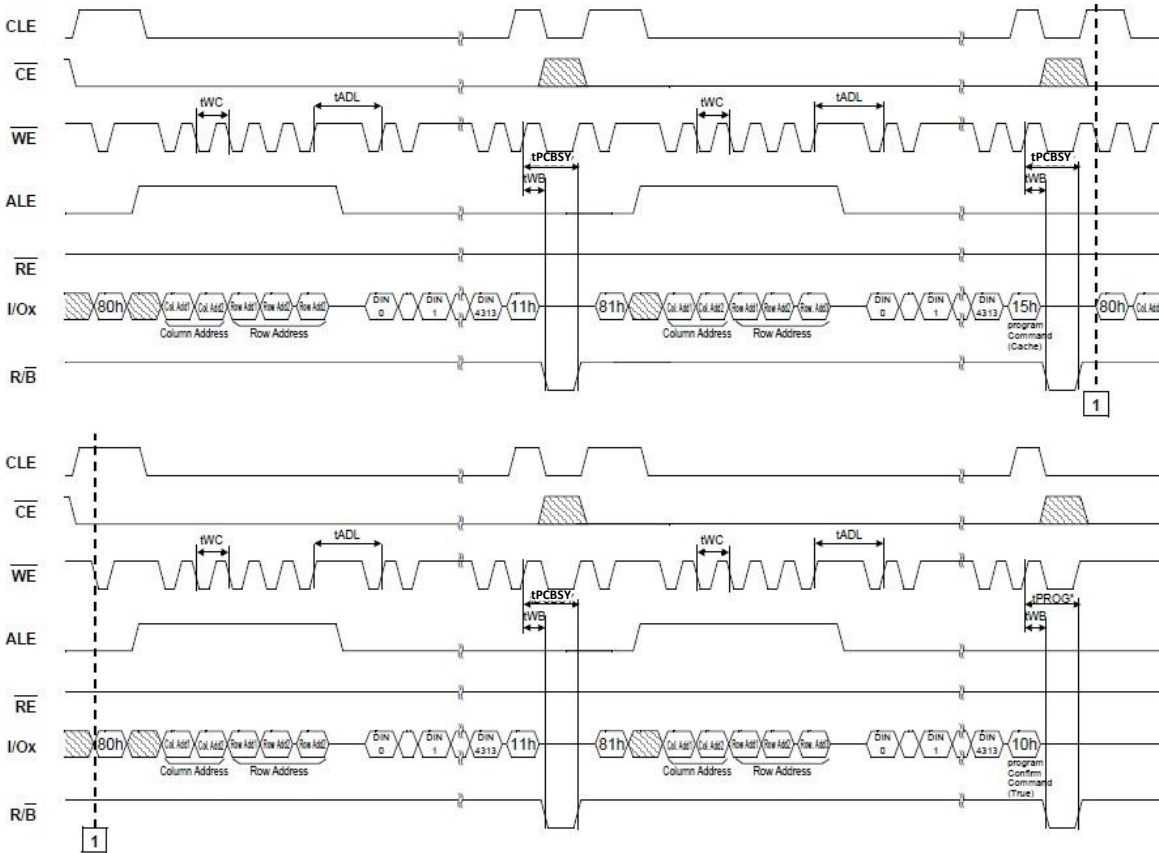 CLE
CE
tWC tADL tWC tADL
WE
tPCBSY tPCBSY
tWB tWB
ALE
RE
I/Ox 80h Col. Add1 Col. Add2 Row Add1 Row Add2 Row Add3 DIN 0 DIN 1 DIN 4313 11h 81h Col. Add1 Col. Add2 Row Add1 Row Add2 Row. Add3 DIN 0 DIN 1 DIN 4313 15h 80h Col. Add1
Column Address Row Address Column Address Row Address program Command (Cache)
R/B
1
CLE
CE
tWC tADL tWC tADL
WE
tPCBSY tPROG*
tWB tWB
ALE
RE
I/Ox 80h Col. Add1 Col. Add2 Row Add1 Row Add2 Row Add3 DIN 0 DIN 1 DIN 4313 11h 81h Col. Add1 Col. Add2 Row Add1 Row Add2 Row. Add3 DIN 0 DIN 1 DIN 4313 10h
Column Address Row Address Column Address Row Address program Confirm Command (True)
R/B
1